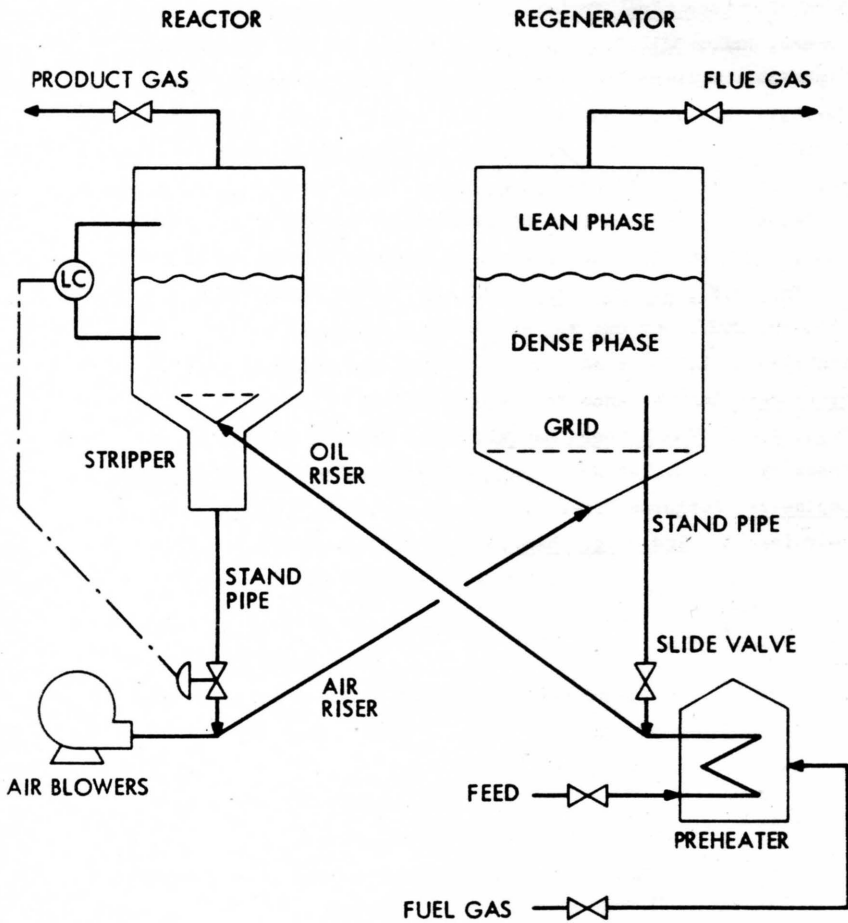 REACTOR
REGENERATOR
PRODUCT GAS
FLUE GAS
LEAN PHASE
LC
DENSE PHASE
GRID
STRIPPER
OIL
RISER
STAND PIPE
STAND
PIPE
SLIDE VALVE
AIR
RISER
AIR BLOWERS
FEED
PREHEATER
FUEL GAS